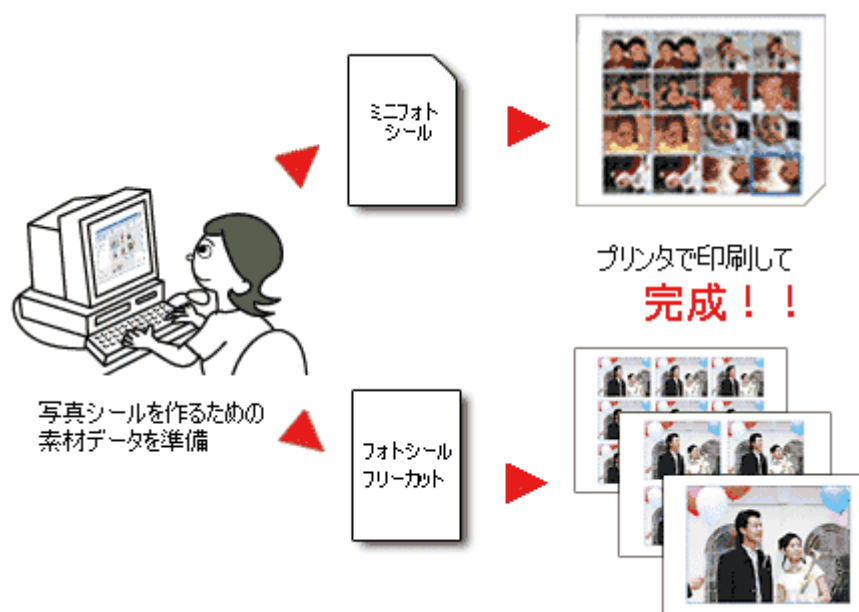 ミニフォト
シール
プリンタで印刷して
完成！！
写真シールを作るための
素材データを準備
フォトシール
フリーカット